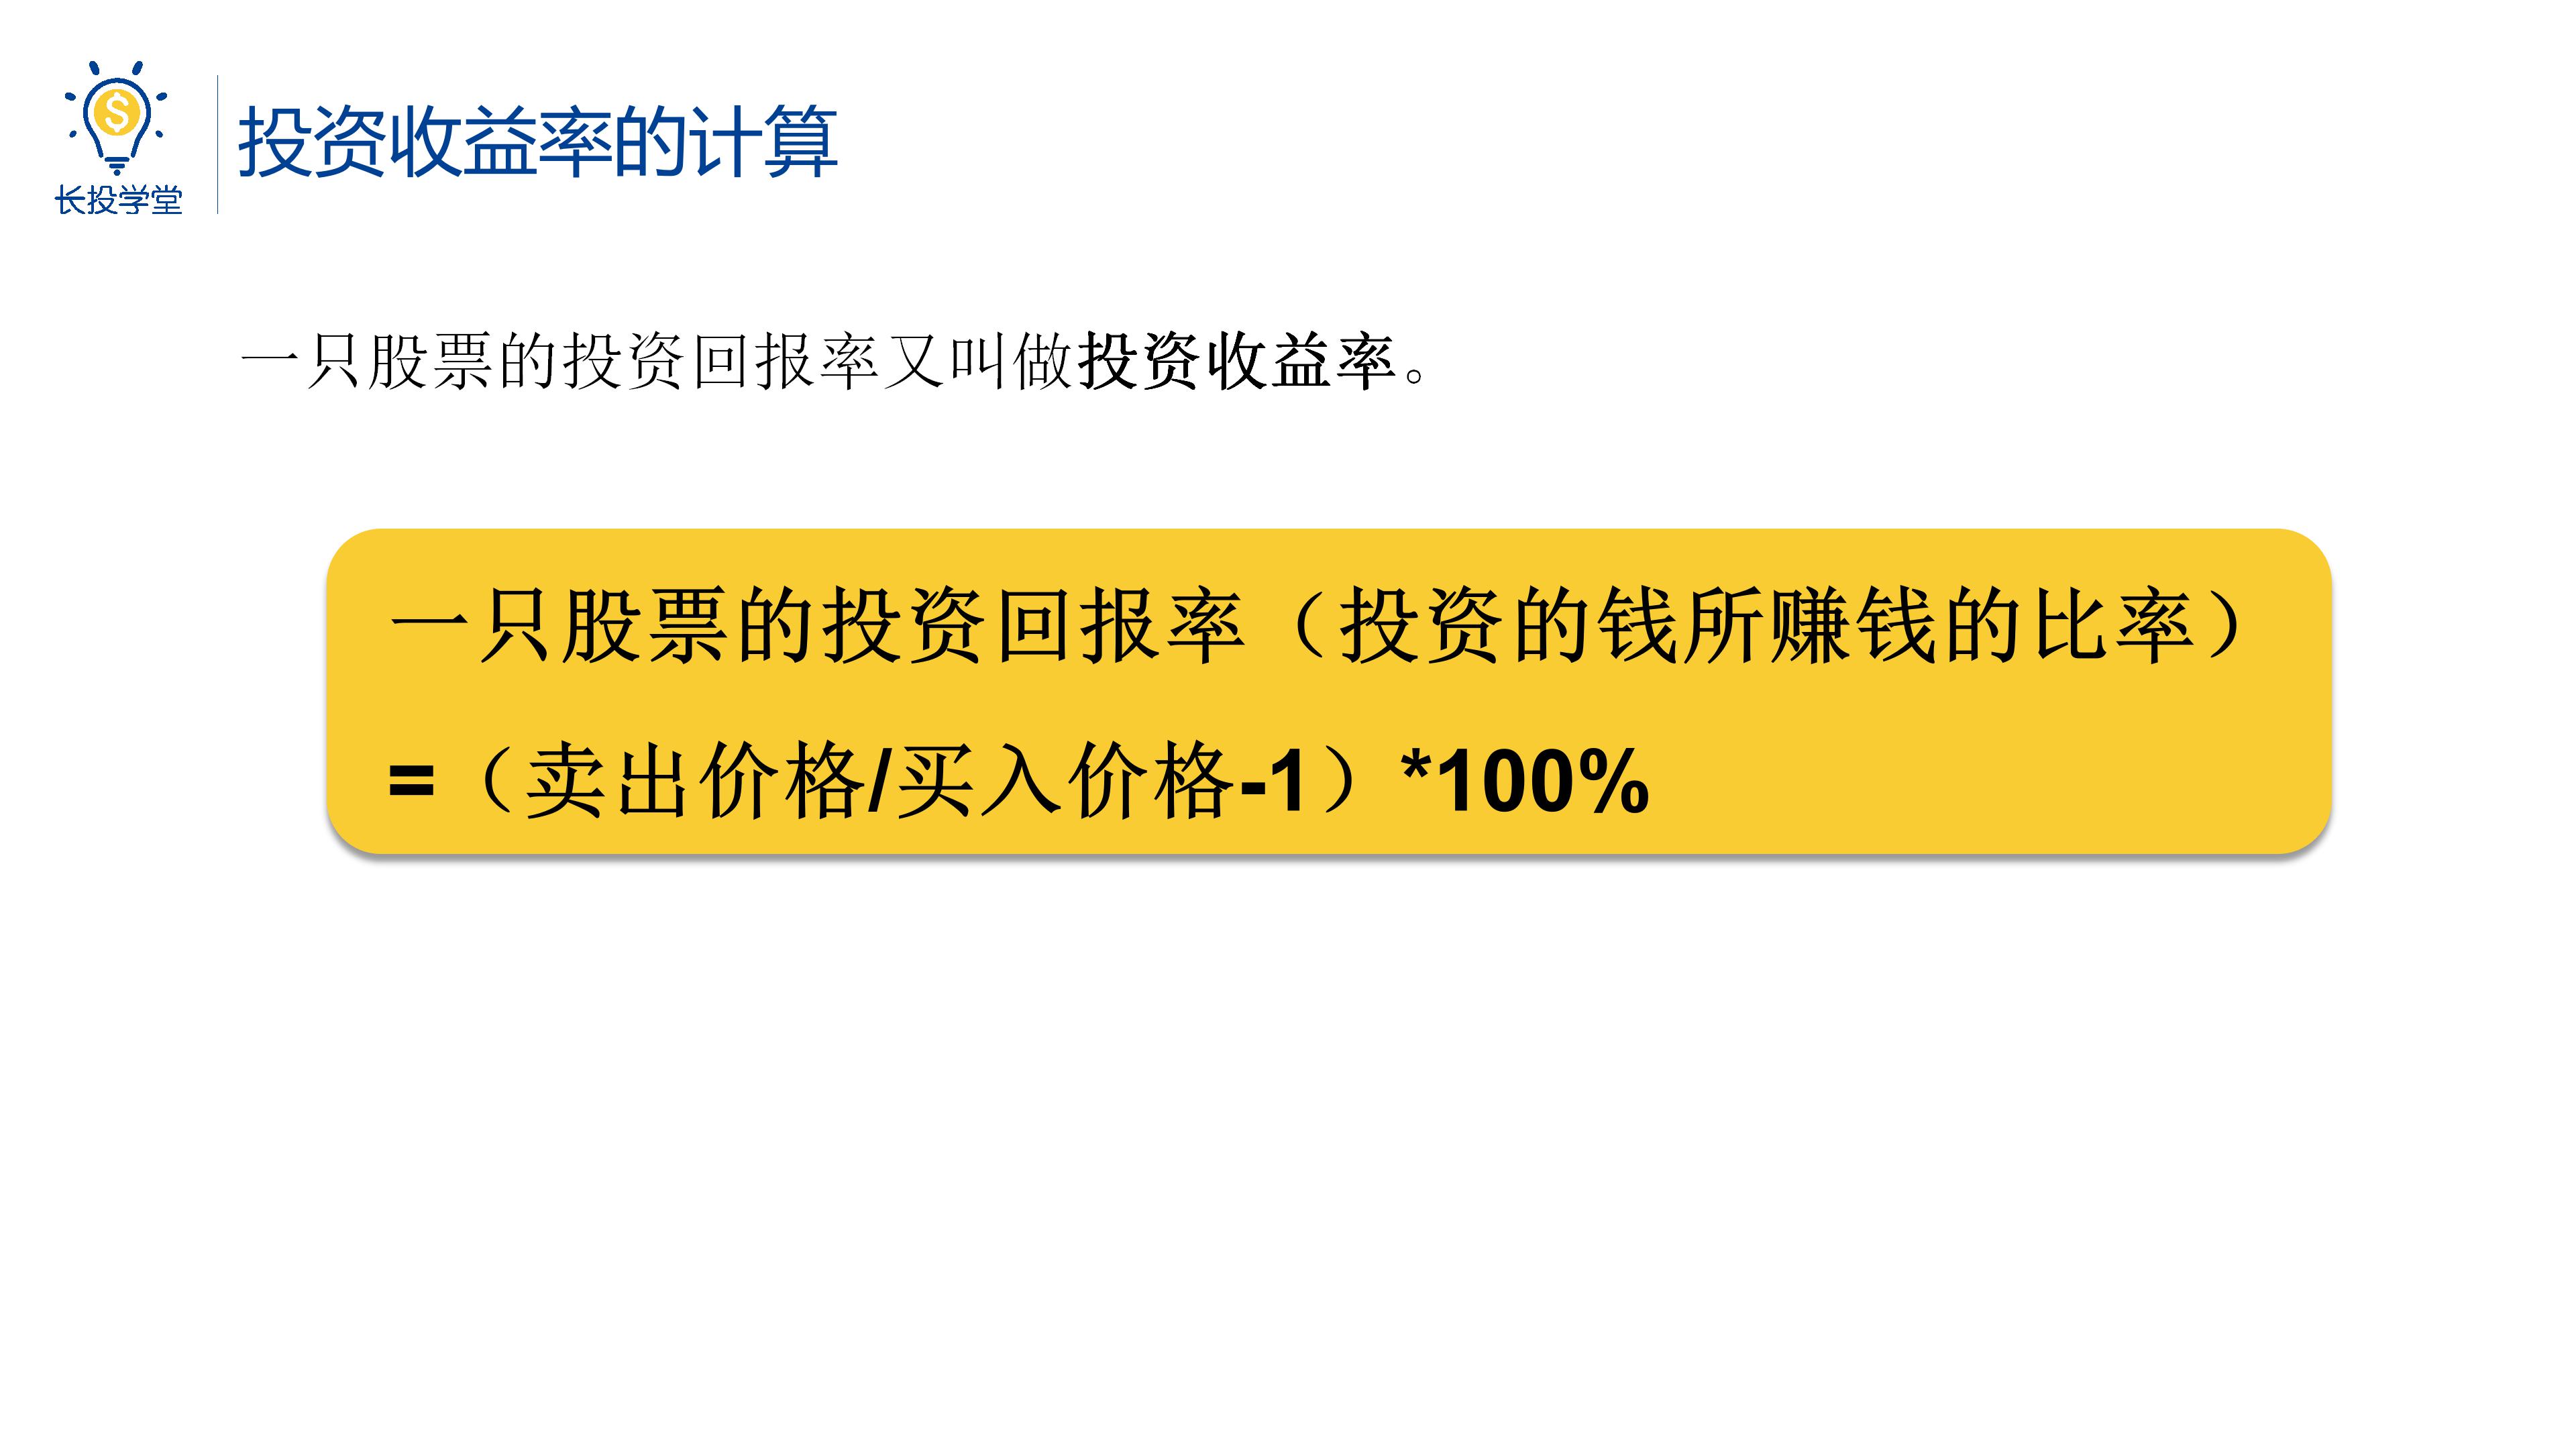 长投学堂
投资收益率的计算
一只股票的投资回报率又叫做投资收益率。
一只股票的投资回报率（投资的钱所赚钱的比率）
=（卖出价格/买入价格-1）*100%